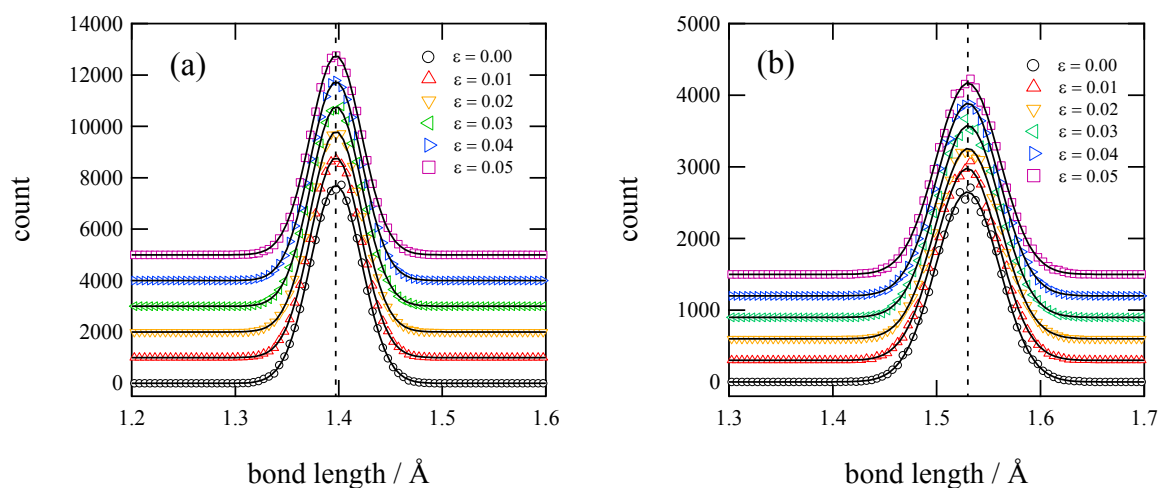 14000
12000
10000
8000
6000
4000
2000
0
count
(a)
ε = 0.00
ε = 0.01
ε = 0.02
ε = 0.03
ε = 0.04
ε = 0.05
1.2
1.3
1.4
1.5
1.6
bond length / Å
5000
4000
3000
2000
1000
0
count
(b)
ε = 0.00
ε = 0.01
ε = 0.02
ε = 0.03
ε = 0.04
ε = 0.05
1.3
1.4
1.5
1.6
1.7
bond length / Å